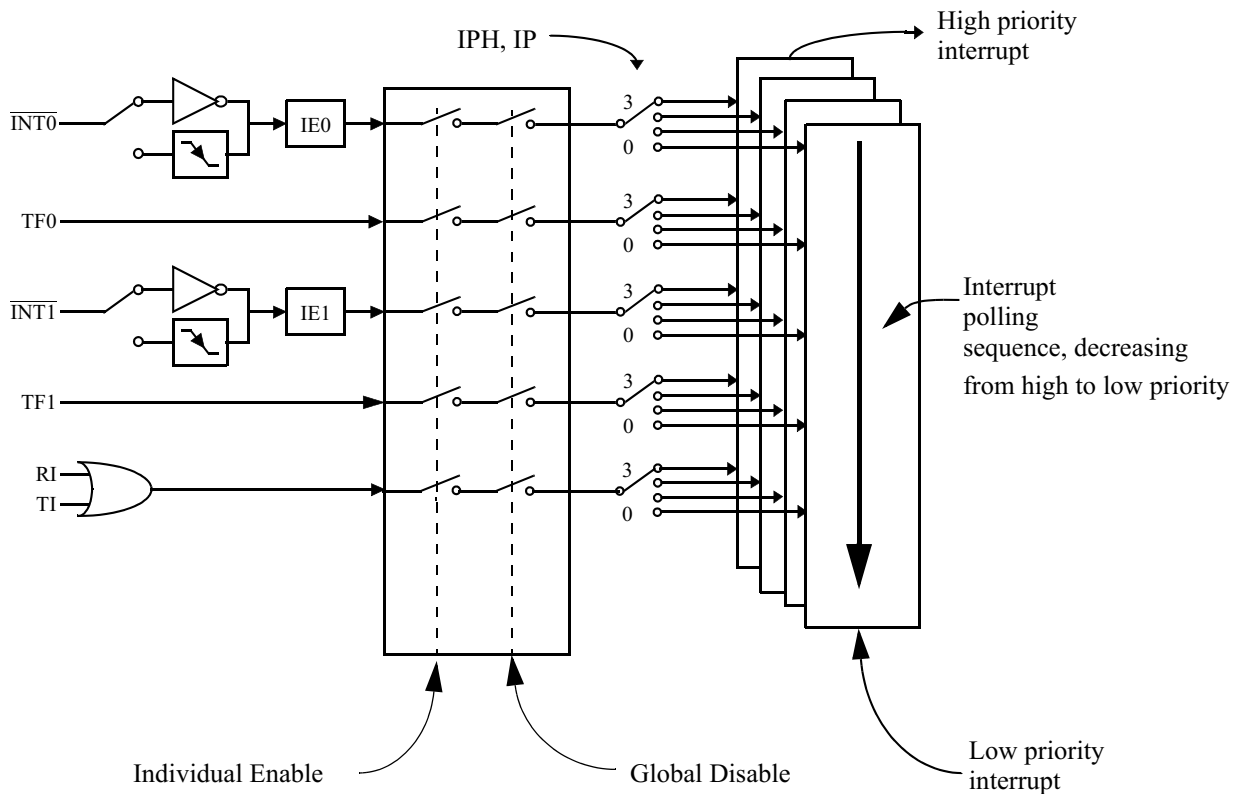 High priority
interrupt
IPH, IP
INT0
IE0
3
0
TF0
3
0
INT1
IE1
3
0
Interrupt
polling
sequence, decreasing
from high to low priority
TF1
3
0
RI
TI
3
0
Individual Enable
Global Disable
Low priority
interrupt